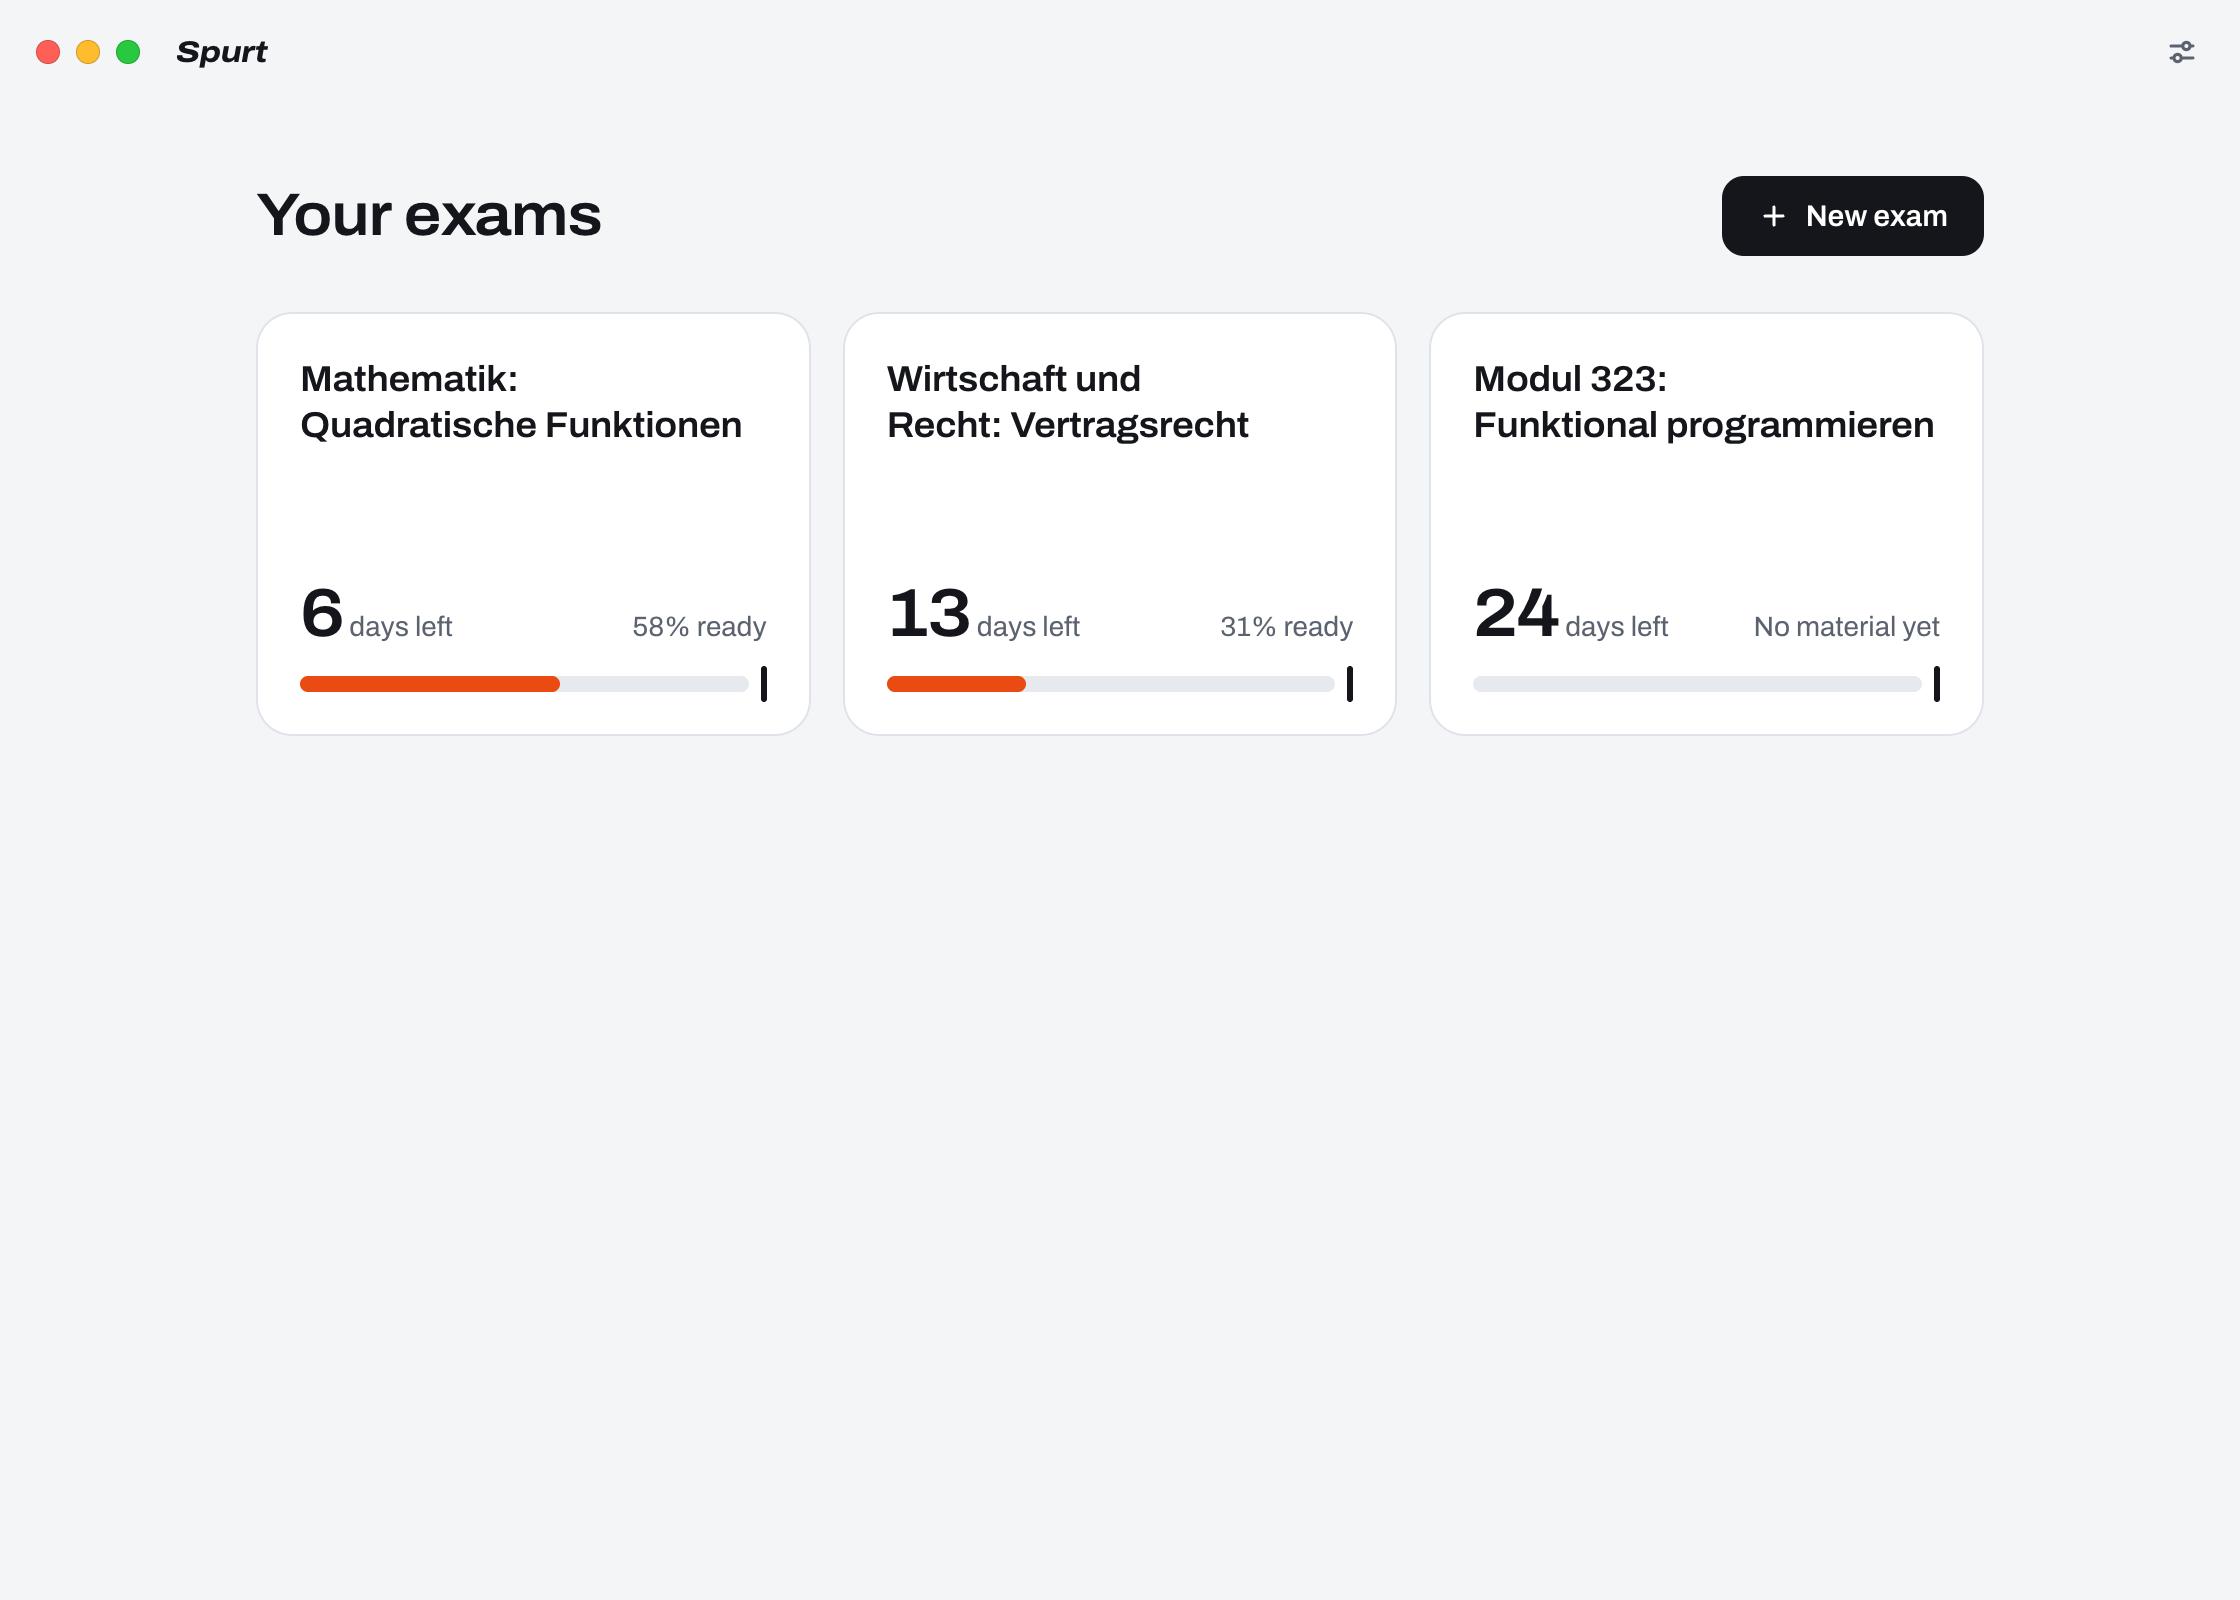 Spurt
Your exams
New exam
Mathematik:
Quadratische Funktionen
6 days left
58% ready
Wirtschaft und
Recht: Vertragsrecht
13 days left
31% ready
Modul 323:
Funktional programmieren
24 days left
No material yet